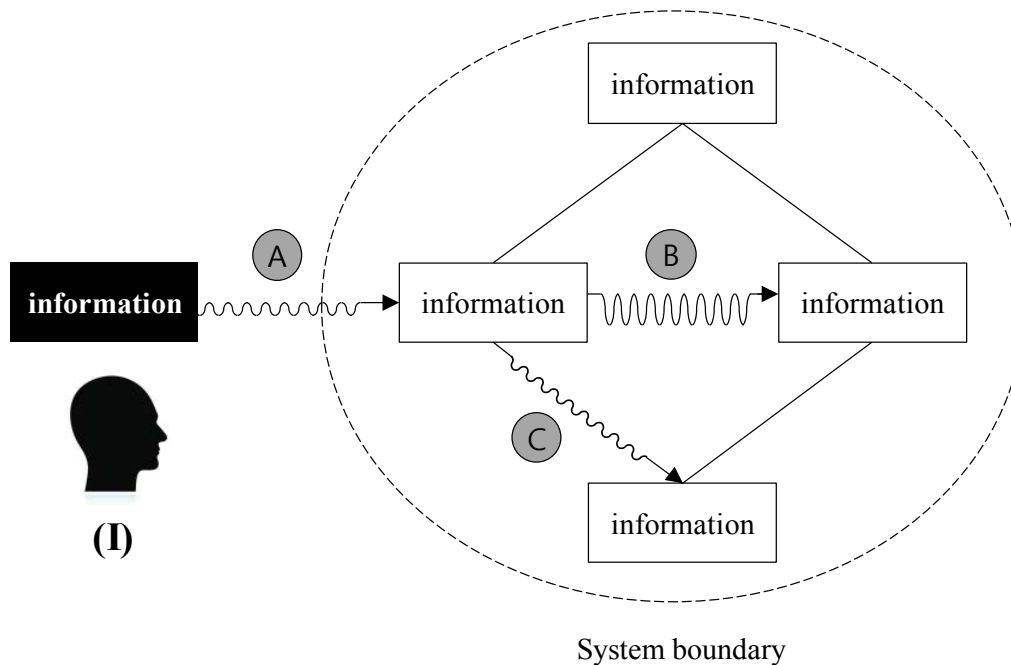 information
A
B
information
information
information
C
(I)
information
System boundary